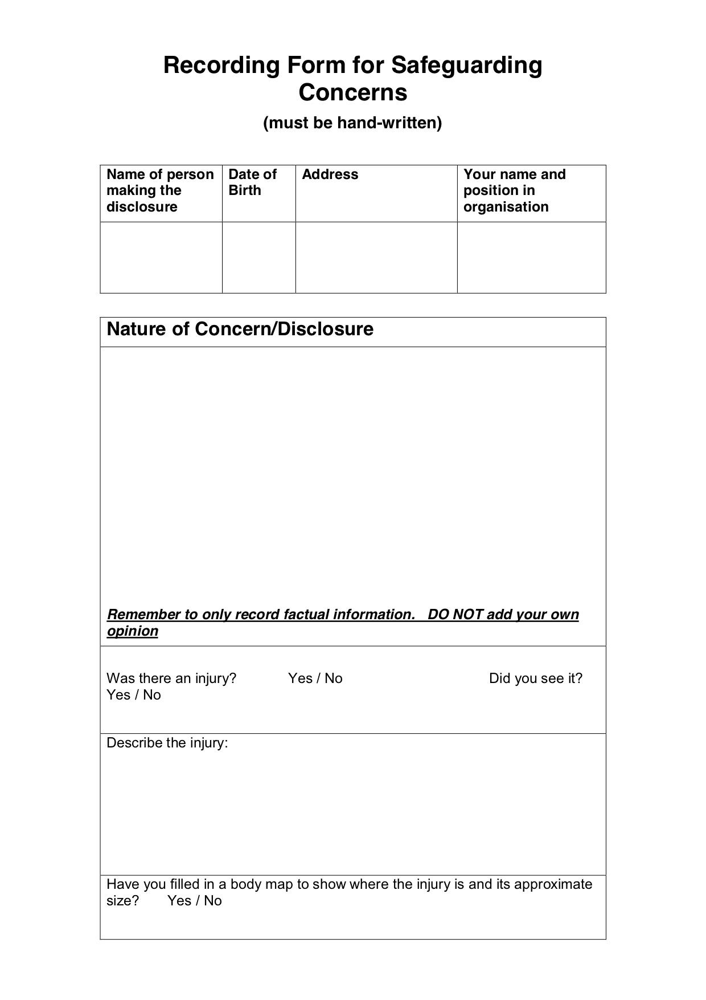 Recording Form for Safeguarding
Concerns
(must be hand-written)
Name of person
making the
disclosure
Date of
Birth
Address
Your name and
position in
organisation
Nature of Concern/Disclosure
Remember to only record factual information.   DO NOT add your own
opinion
Was there an injury?   Yes / No   Did you see it?
Yes / No
Describe the injury:
Have you filled in a body map to show where the injury is and its approximate
size?   Yes / No